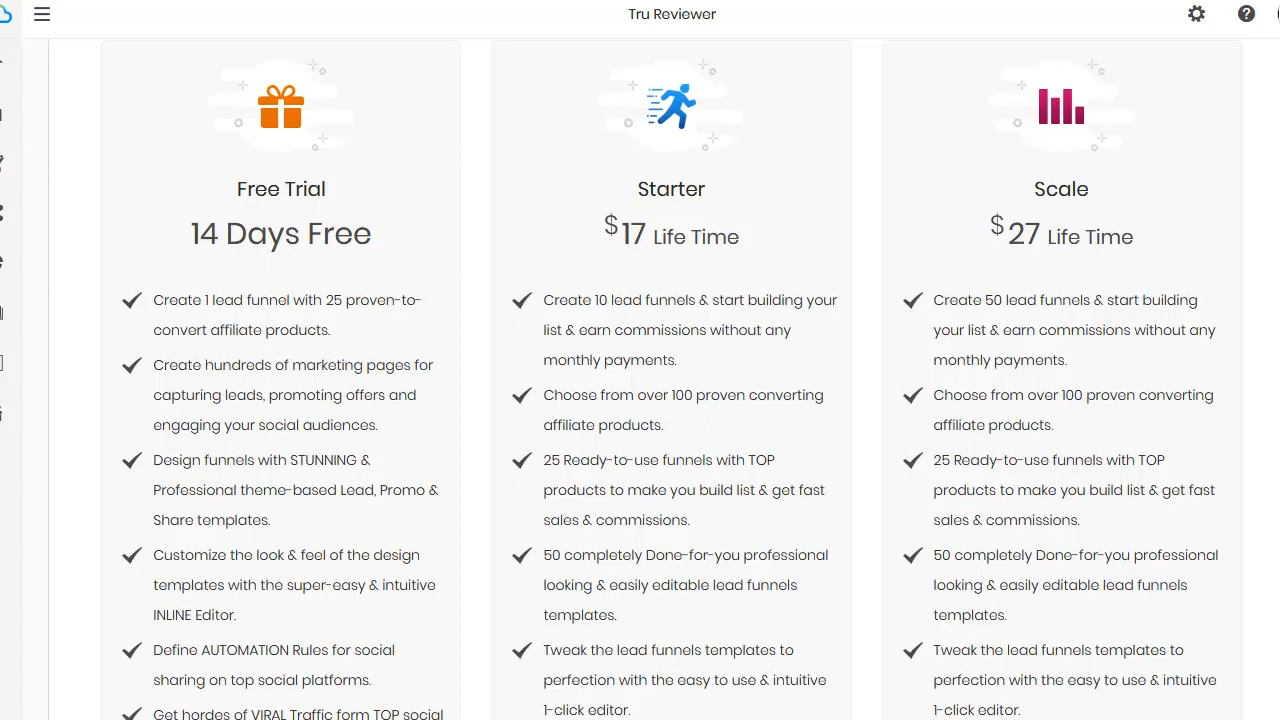 Tru Reviewer
Free Trial
14 Days Free
Create 1 lead funnel with 25 proven-to-
convert affiliate products.
Create hundreds of marketing pages for
capturing leads, promoting offers and
engaging your social audiences.
Design funnels with STUNNING &
Professional theme-based Lead, Promo &
Share templates.
Customize the look & feel of the design
templates with the super-easy & intuitive
INLINE Editor.
Define AUTOMATION Rules for social
sharing on top social platforms.
Get hordes of VIRAL Traffic form TOP social
Starter
$17 Life Time
Create 10 lead funnels & start building your
list & earn commissions without any
monthly payments.
Choose from over 100 proven converting
affiliate products.
25 Ready-to-use funnels with TOP
products to make you build list & get fast
sales & commissions.
50 completely Done-for-you professional
looking & easily editable lead funnels
templates.
Tweak the lead funnels templates to
perfection with the easy to use & intuitive
1-click editor.
Scale
$27 Life Time
Create 50 lead funnels & start building
your list & earn commissions without any
monthly payments.
Choose from over 100 proven converting
affiliate products.
25 Ready-to-use funnels with TOP
products to make you build list & get fast
sales & commissions.
50 completely Done-for-you professional
looking & easily editable lead funnels
templates.
Tweak the lead funnels templates to
perfection with the easy to use & intuitive
1-click editor.